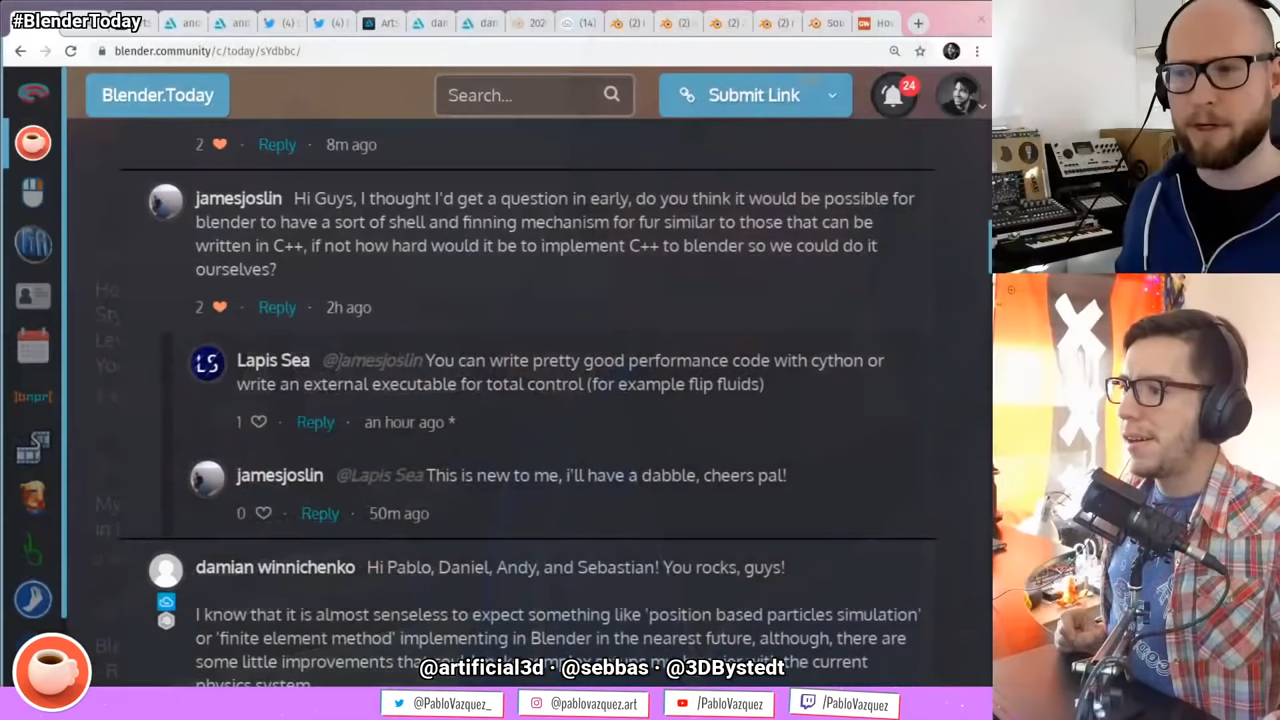 #BlenderToday
blender.community/c/today/sYdbbc/
Blender.Today
Search...
Submit Link
24
2 · Reply · 8m ago
jamesjoslin Hi Guys, I thought I'd get a question in early, do you think it would be possible for
blender to have a sort of shell and finning mechanism for fur similar to those that can be
written in C++, if not how hard would it be to implement C++ to blender so we could do it
ourselves?
2 · Reply · 2h ago
Lapis Sea @jamesjoslin You can write pretty good performance code with cython or
write an external executable for total control (for example flip fluids)
1 · Reply · an hour ago *
jamesjoslin @Lapis Sea This is new to me, i'll have a dabble, cheers pal!
0 · Reply · 50m ago
damian winnichenko Hi Pablo, Daniel, Andy, and Sebastian! You rocks, guys!
I know that it is almost senseless to expect something like 'position based particles simulation'
or 'finite element method' implementing in Blender in the nearest future, although, there are
some little improvements the current
physics system
@artificial3d · @sebbas · @3DBystedt
@PabloVazquez_
@pablovazquez.art
/PabloVazquez
/PabloVazquez